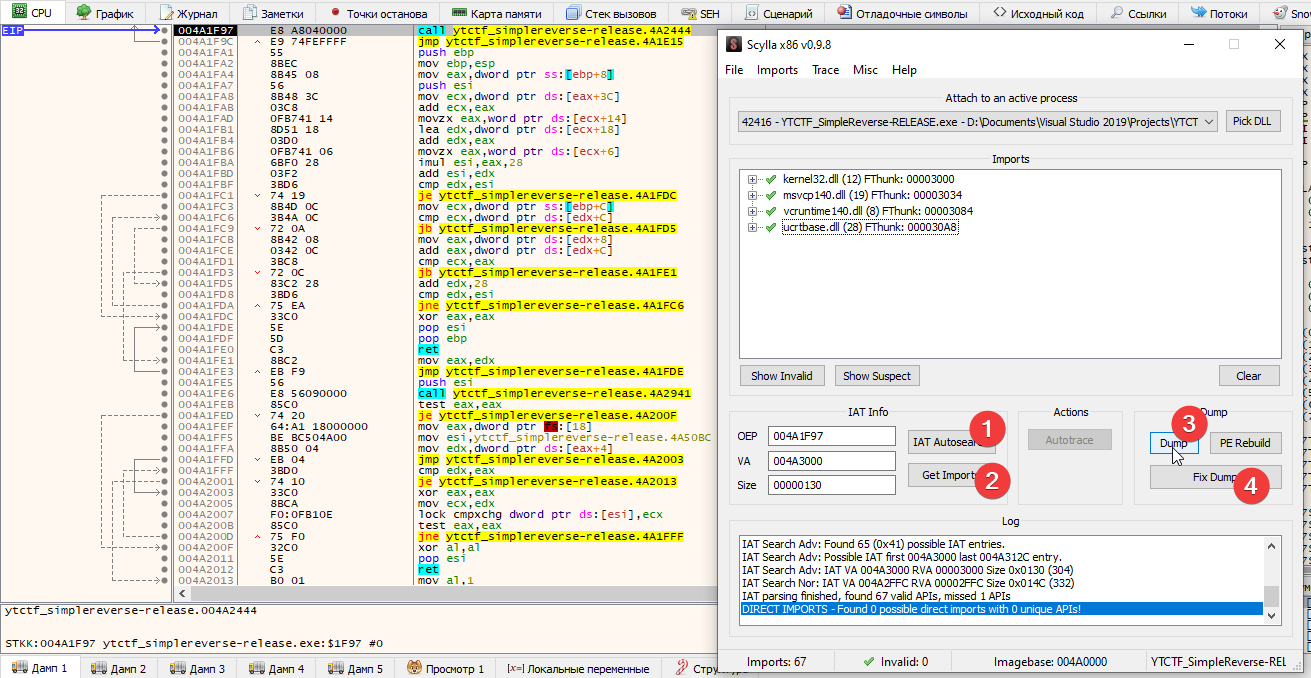 CPU График Журнал Заметки Точки останова Карта памяти Стек вызовов SEH Сценарий Отладочные символы Исходный код Ссылки Потоки Snow
EIP
004A1F97 E8 A8040000 call ytctf_simplereverse-release.4A2444
004A1F9C E9 74FEFFFF jmp ytctf_simplereverse-release.4A1E15
004A1FA1 55 push ebp
004A1FA2 8BEC mov ebp,esp
004A1FA4 8B45 08 mov eax,dword ptr ss:[ebp+8]
004A1FA7 56 push esi
004A1FA8 8B48 3C mov ecx,dword ptr ds:[eax+3C]
004A1FAB 03C8 add ecx,eax
004A1FAD 0FB741 14 movzx eax,word ptr ds:[ecx+14]
004A1FB1 8D51 18 lea edx,dword ptr ds:[ecx+18]
004A1FB4 03D0 add edx,eax
004A1FB6 0FB741 06 movzx eax,word ptr ds:[ecx+6]
004A1FBA 6BF0 28 imul esi,eax,28
004A1FBD 03F2 add esi,edx
004A1FBF 3BD6 cmp edx,esi
004A1FC1 74 19 je ytctf_simplereverse-release.4A1FDC
004A1FC3 8B4D 0C mov ecx,dword ptr ss:[ebp+C]
004A1FC6 3B4A 0C cmp ecx,dword ptr ds:[edx+C]
004A1FC9 72 0A jb ytctf_simplereverse-release.4A1FD5
004A1FCB 8B42 08 mov eax,dword ptr ds:[edx+8]
004A1FCE 0342 0C add eax,dword ptr ds:[edx+C]
004A1FD1 3BC8 cmp ecx,eax
004A1FD3 72 0C jb ytctf_simplereverse-release.4A1FE1
004A1FD5 83C2 28 add edx,28
004A1FD8 3BD6 cmp edx,esi
004A1FDA 75 EA jne ytctf_simplereverse-release.4A1FC6
004A1FDC 33C0 xor eax,eax
004A1FDE 5E pop esi
004A1FDF 5D pop ebp
004A1FE0 C3 ret
004A1FE1 8BC2 mov eax,edx
004A1FE3 EB F9 jmp ytctf_simplereverse-release.4A1FDE
004A1FE5 56 push esi
004A1FE6 E8 56090000 call ytctf_simplereverse-release.4A2941
004A1FEB 85C0 test eax,eax
004A1FED 74 20 je ytctf_simplereverse-release.4A200F
004A1FEF 64:A1 18000000 mov eax,dword ptr fs:[18]
004A1FF5 BE BC504A00 mov esi,ytctf_simplereverse-release.4A50BC
004A1FFA 8B50 04 mov edx,dword ptr ds:[eax+4]
004A1FFD EB 04 jmp ytctf_simplereverse-release.4A2003
004A1FFF 3BD0 cmp edx,eax
004A2001 74 10 je ytctf_simplereverse-release.4A2013
004A2003 33C0 xor eax,eax
004A2005 8BCA mov ecx,edx
004A2007 F0:0FB10E lock cmpxchg dword ptr ds:[esi],ecx
004A200B 85C0 test eax,eax
004A200D 75 F0 jne ytctf_simplereverse-release.4A1FFF
004A200F 32C0 xor al,al
004A2011 5E pop esi
004A2012 C3 ret
004A2013 B0 01 mov al,1
ytctf_simplereverse-release.004A2444
STKK:004A1F97 ytctf_simplereverse-release.exe:$1F97 #0
Дамп 1 Дамп 2 Дамп 3 Дамп 4 Дамп 5 Просмотр 1 [x=] Локальные переменные
Scylla x86 v0.9.8
File Imports Trace Misc Help
Attach to an active process
42416 - YTCTF_SimpleReverse-RELEASE.exe - D:\Documents\Visual Studio 2019\Projects\YTCT Pick DLL
Imports
kernel32.dll (12) FThunk: 00003000
msvcp140.dll (19) FThunk: 00003034
vcruntime140.dll (8) FThunk: 00003084
ucrtbase.dll (28) FThunk: 000030A8
Show Invalid Show Suspect Clear
IAT Info Actions Dump
OEP 004A1F97 IAT Autosearch 1 Autotrace Dump 3 PE Rebuild
VA 004A3000 Get Imports 2 Fix Dump 4
Size 00000130
Log
IAT Search Adv: Found 65 (0x41) possible IAT entries.
IAT Search Adv: Possible IAT first 004A3000 last 004A312C entry.
IAT Search Adv: IAT VA 004A3000 RVA 00003000 Size 0x0130 (304)
IAT Search Nor: IAT VA 004A2FFC RVA 00002FFC Size 0x014C (332)
IAT parsing finished, found 67 valid APIs, missed 1 APIs
DIRECT IMPORTS - Found 0 possible direct imports with 0 unique APIs!
Imports: 67 Invalid: 0 Imagebase: 004A0000 YTCTF_SimpleReverse-REL